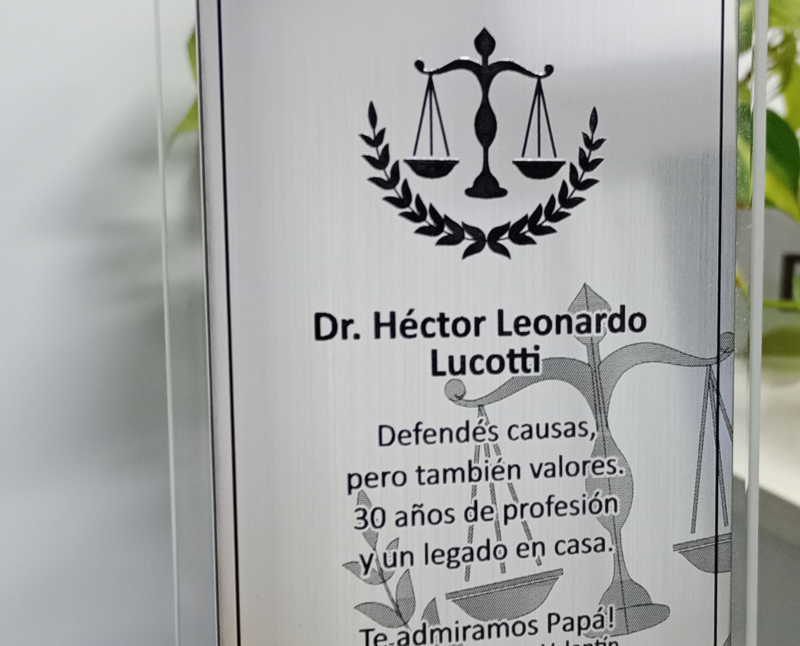 Dr. Héctor Leonardo
Lucotti
Defendés causas,
pero también valores.
30 años de profesión
y un legado en casa.
Te admiramos Papá!
Valentín